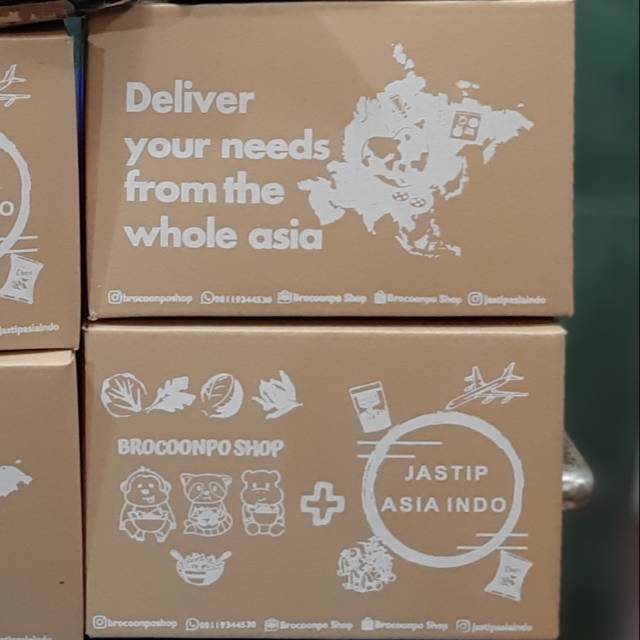 Deliver
your needs
from the
whole asia
brocoonposhop 08119344530 Brocoonpo Shop Brocoonpo Shop jastipasiaindo
BROCOONPO SHOP
JASTIP
ASIA INDO
brocoonposhop 08119344530 Brocoonpo Shop Brocoonpo Shop jastipasiaindo
O
jastipasiaindo